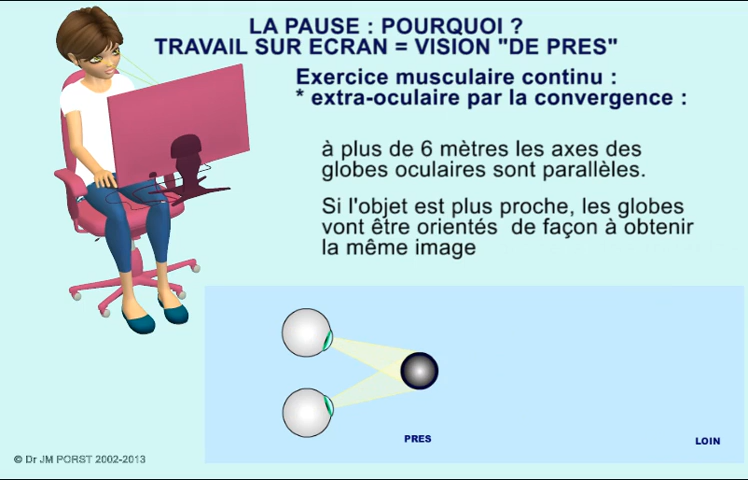 LA PAUSE : POURQUOI ?
TRAVAIL SUR ECRAN = VISION "DE PRES"
Exercice musculaire continu :
* extra-oculaire par la convergence :
à plus de 6 mètres les axes des
globes oculaires sont parallèles.
Si l'objet est plus proche, les globes
vont être orientés de façon à obtenir
la même image
PRES
LOIN
© Dr JM PORST 2002-2013